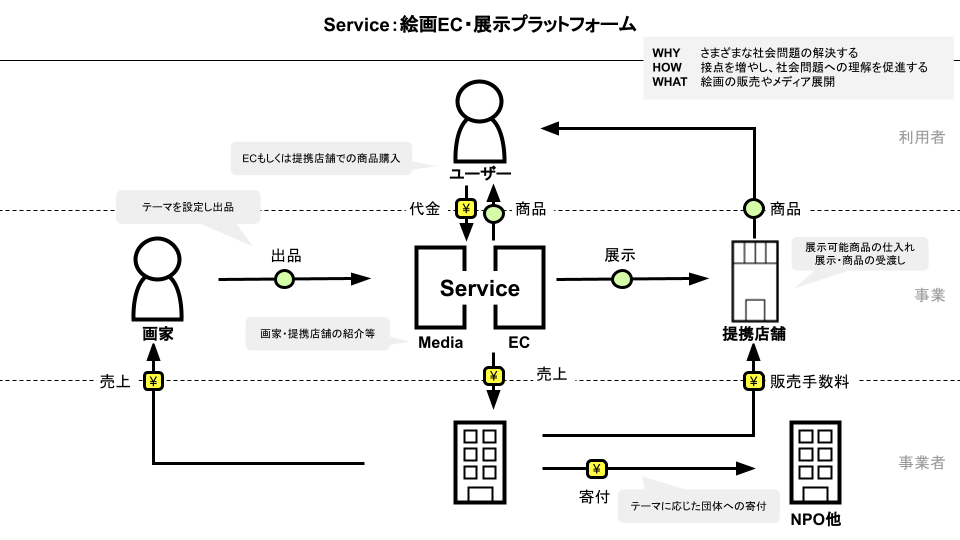 Service：絵画EC・展示プラットフォーム
WHY さまざまな社会問題の解決する
HOW 接点を増やし、社会問題への理解を促進する
WHAT 絵画の販売やメディア展開
利用者
ECもしくは提携店舗での商品購入
ユーザー
テーマを設定し出品
代金
¥
商品
商品
出品
展示
展示可能商品の仕入れ
展示・商品の受渡し
Service
事業
画家
画家・提携店舗の紹介等
Media
EC
提携店舗
売上
¥
¥
売上
¥
販売手数料
事業者
¥
寄付
テーマに応じた団体への寄付
NPO他